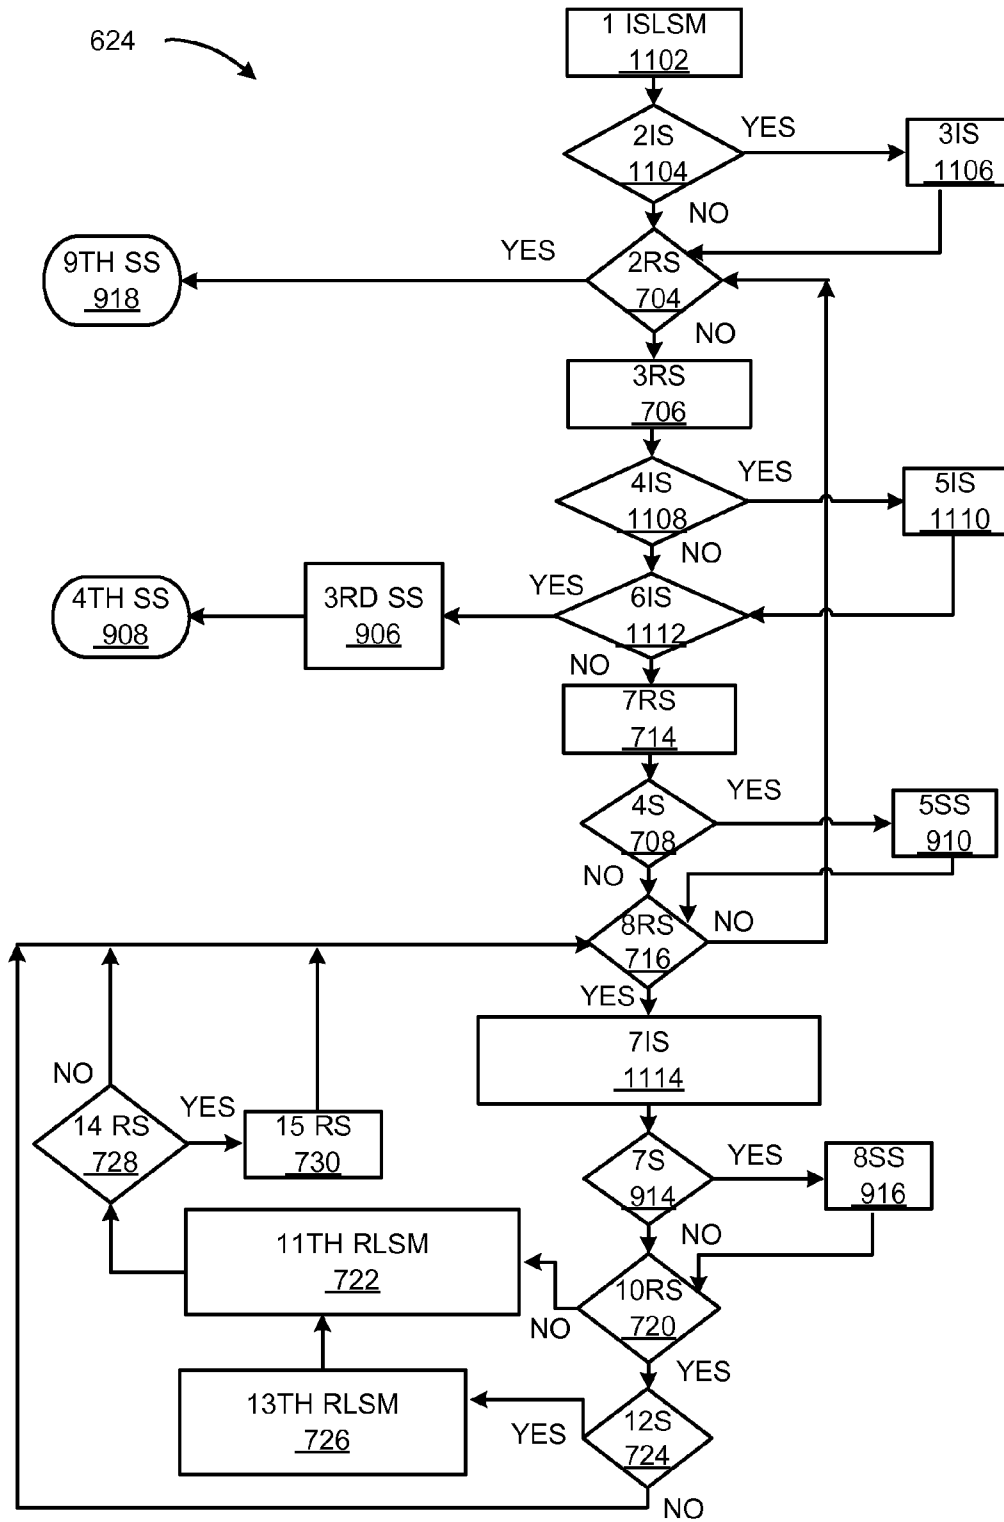 624
1 ISLSM
1102
2IS
1104
YES
3IS
1106
NO
9TH SS
918
YES
2RS
704
NO
3RS
706
4IS
1108
YES
5IS
1110
NO
4TH SS
908
3RD SS
906
YES
6IS
1112
NO
7RS
714
4S
708
YES
5SS
910
NO
8RS
716
NO
YES
7IS
1114
NO
14 RS
728
YES
15 RS
730
7S
914
YES
8SS
916
NO
11TH RLSM
722
10RS
720
NO
YES
13TH RLSM
726
YES
12S
724
NO